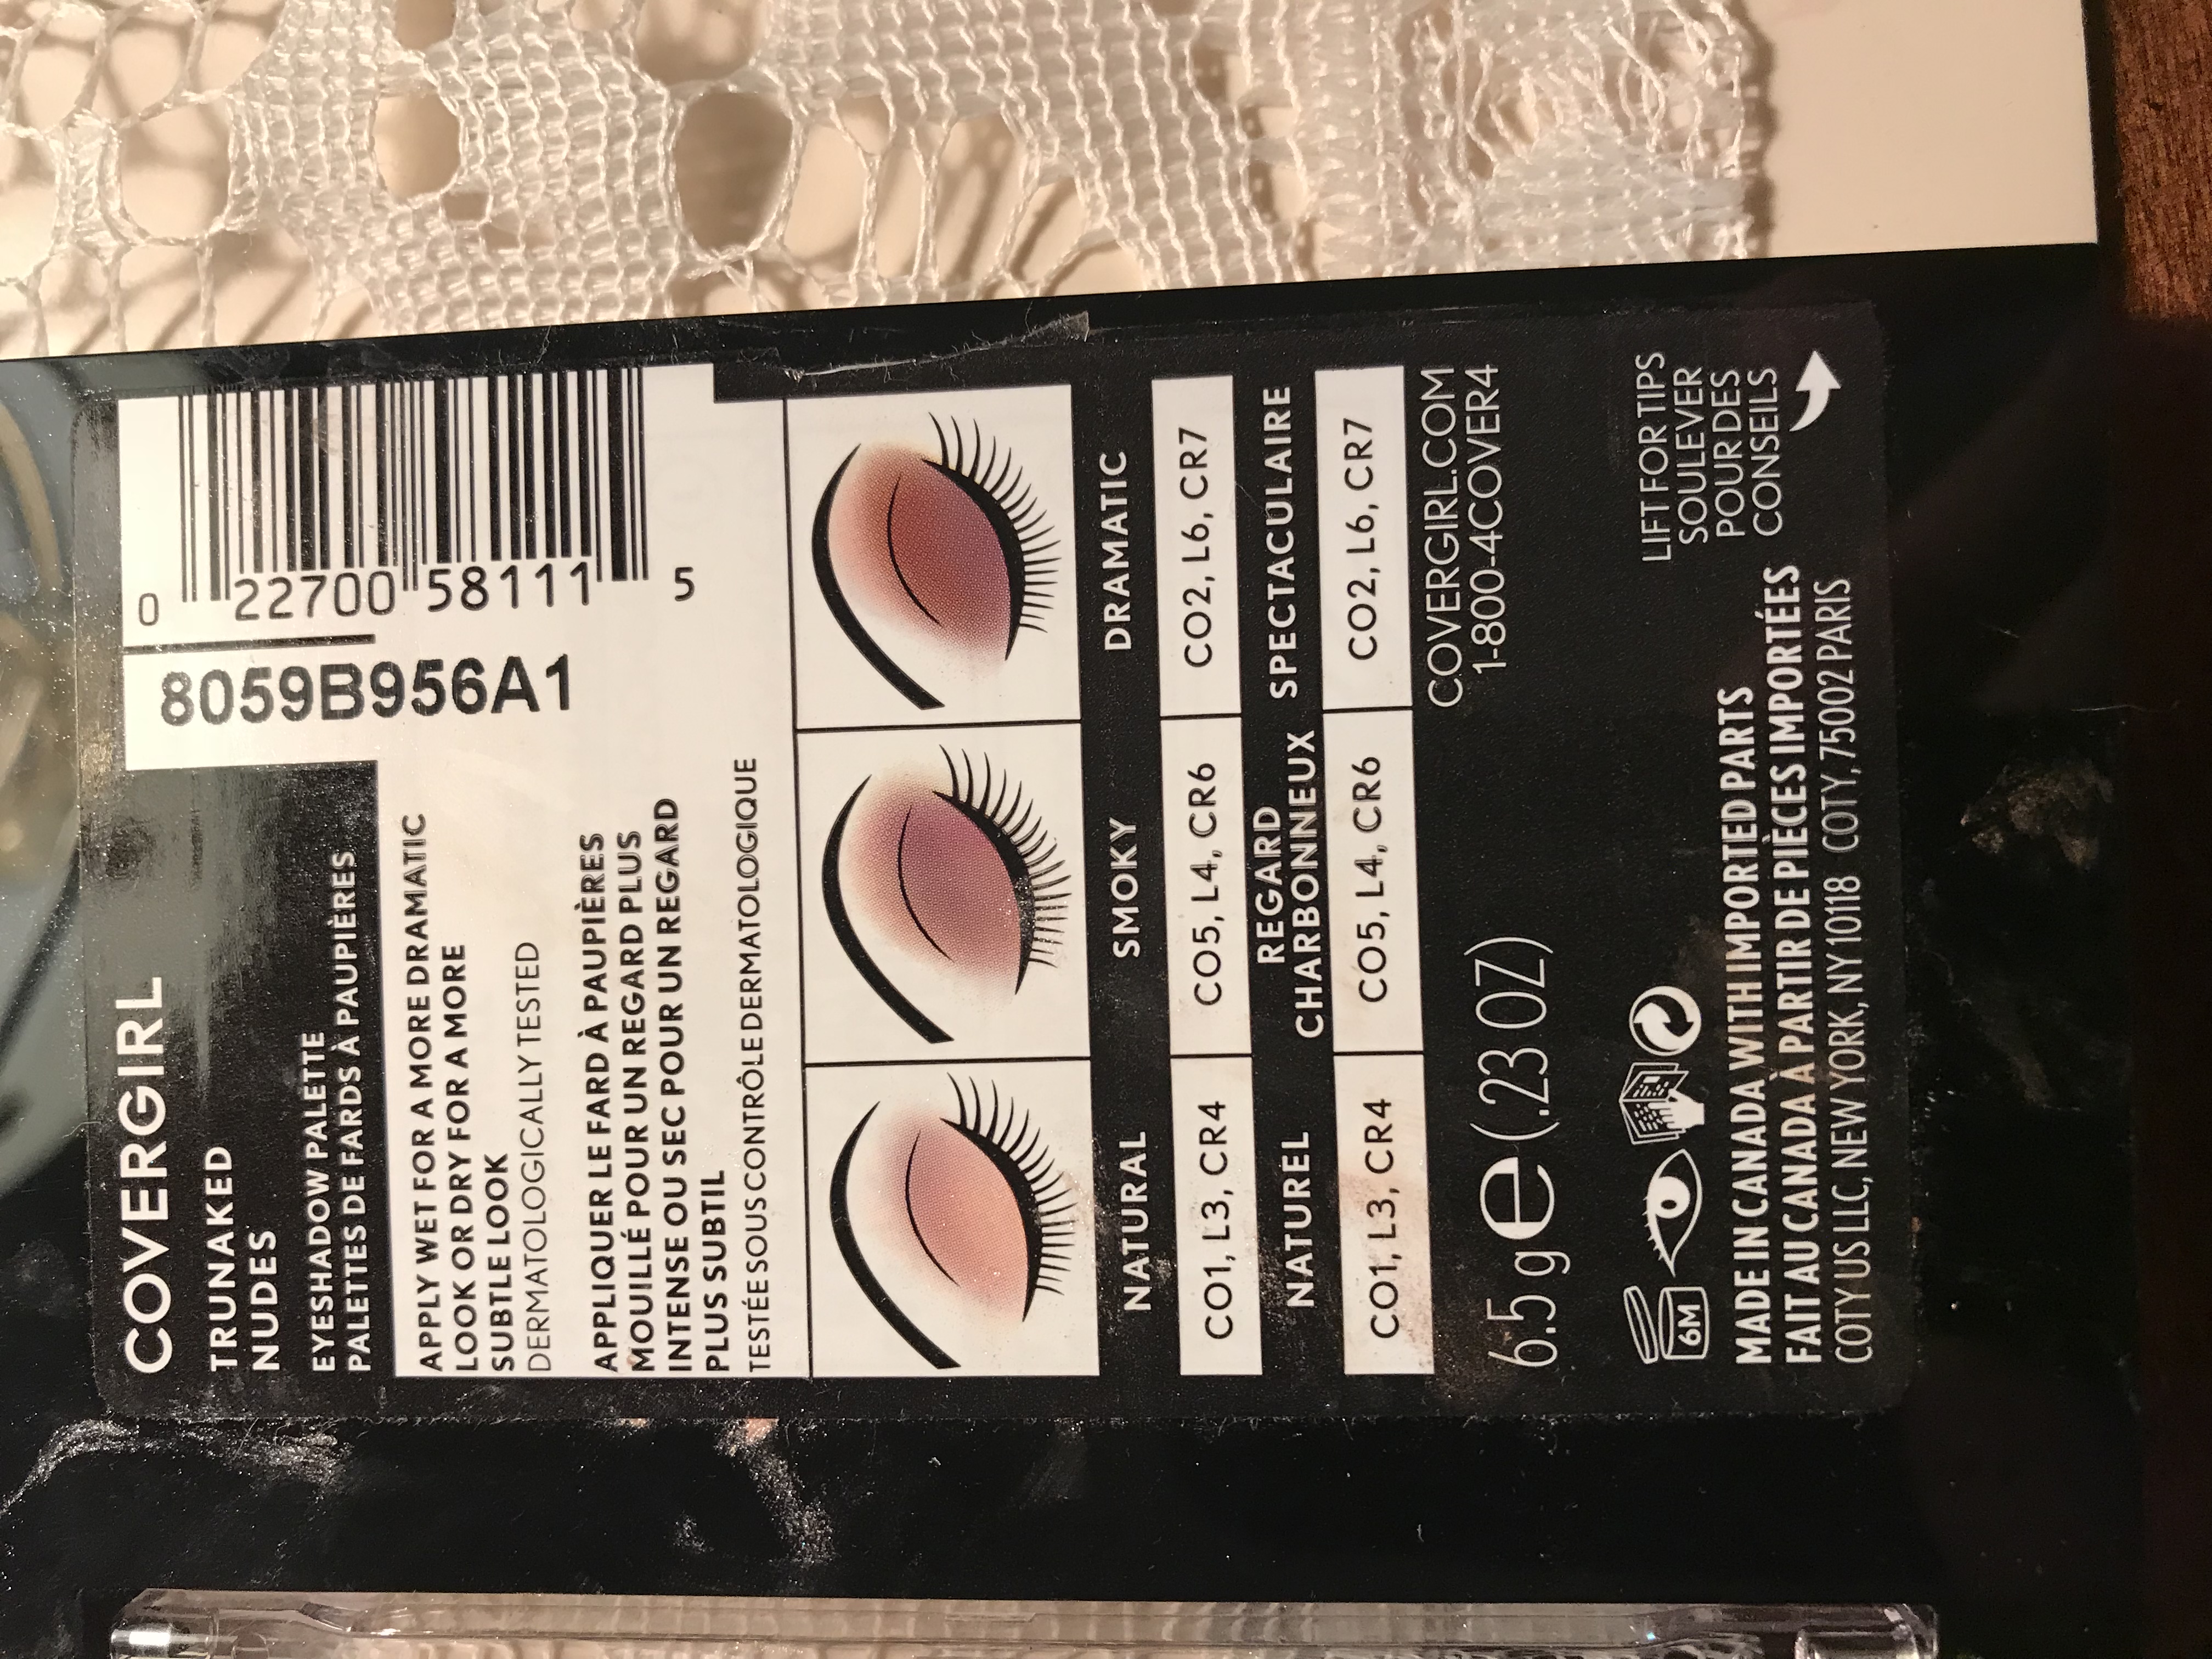 COVERGIRL
TRUNAKED
NUDES
EYESHADOW PALETTE
PALETTES DE FARDS À PAUPIÈRES
0 22700 58111 5
8059B956A1
APPLY WET FOR A MORE DRAMATIC
LOOK OR DRY FOR A MORE
SUBTLE LOOK
DERMATOLOGICALLY TESTED
APPLIQUER LE FARD À PAUPIÈRES
MOUILLÉ POUR UN REGARD PLUS
INTENSE OU SEC POUR UN REGARD
PLUS SUBTIL
TESTÉE SOUS CONTRÔLE DERMATOLOGIQUE
NATURAL SMOKY DRAMATIC
CO1, L3, CR4 CO5, L4, CR6 CO2, L6, CR7
NATUREL REGARD CHARBONNEUX SPECTACULAIRE
CO1, L3, CR4 CO5, L4, CR6 CO2, L6, CR7
COVERGIRL.COM
1-800-4COVER4
6.5 g e (.23 OZ)
6M
LIFT FOR TIPS
SOULEVER
POUR DES
CONSEILS
MADE IN CANADA WITH IMPORTED PARTS
FAIT AU CANADA À PARTIR DE PIÈCES IMPORTÉES
COTY US LLC, NEW YORK, NY 10118 COTY, 75002 PARIS